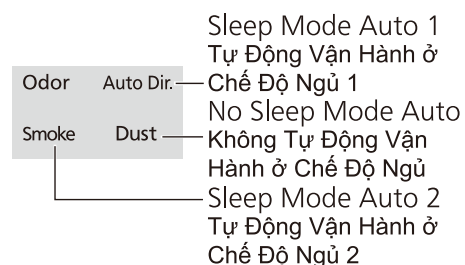 Odor Auto Dir.
Smoke Dust
Sleep Mode Auto 1
Tự Động Vận Hành ở
Chế Độ Ngủ 1
No Sleep Mode Auto
Không Tự Động Vận
Hành ở Chế Độ Ngủ
Sleep Mode Auto 2
Tự Động Vận Hành ở
Chế Độ Ngủ 2